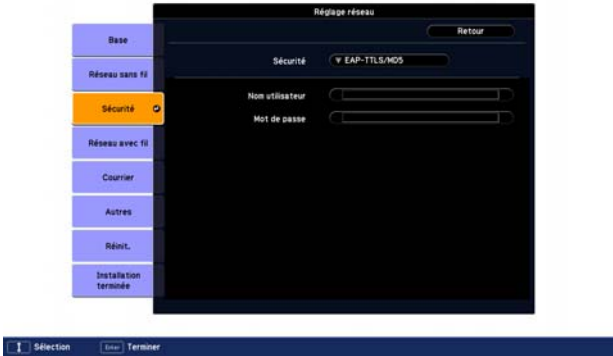 Réglage réseau
Retour
Base
Sécurité EAP-TTLS/MD5
Réseau sans fil
Nom utilisateur
Sécurité
Mot de passe
Réseau avec fil
Courrier
Autres
Réinit.
Installation
terminée
Sélection Enter Terminer